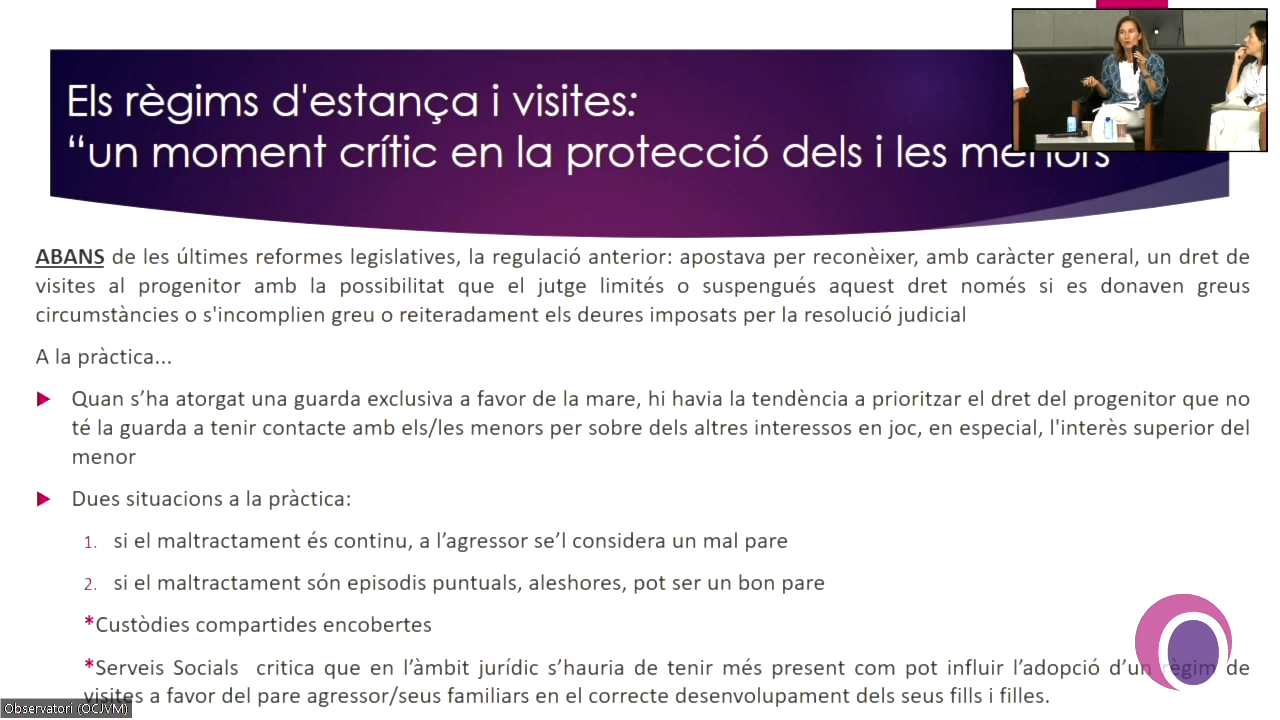 Els règims d'estança i visites:
“un moment crític en la protecció dels i les menors
ABANS de les últimes reformes legislatives, la regulació anterior: apostava per reconèixer, amb caràcter general, un dret de
visites al progenitor amb la possibilitat que el jutge limités o suspengués aquest dret només si es donaven greus
circumstàncies o s'incomplien greu o reiteradament els deures imposats per la resolució judicial
A la pràctica...
Quan s’ha atorgat una guarda exclusiva a favor de la mare, hi havia la tendència a prioritzar el dret del progenitor que no
té la guarda a tenir contacte amb els/les menors per sobre dels altres interessos en joc, en especial, l'interès superior del
menor
Dues situacions a la pràctica:
1. si el maltractament és continu, a l’agressor se’l considera un mal pare
2. si el maltractament són episodis puntuals, aleshores, pot ser un bon pare
*Custòdies compartides encobertes
*Serveis Socials critica que en l’àmbit jurídic s’hauria de tenir més present com pot influir l’adopció d’un règim de
visites a favor del pare agressor/seus familiars en el correcte desenvolupament dels seus fills i filles.
Observatori (OCJVM)